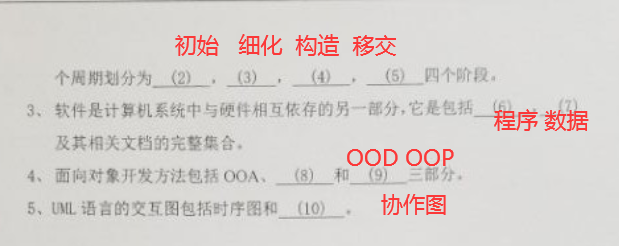 初始 细化 构造 移交
个周期划分为 (2) , (3) , (4) , (5) 四个阶段。
3、软件是计算机系统中与硬件相互依存的另一部分,它是包括 (6) , (7)
程序 数据
及其相关文档的完整集合。
OOD OOP
4、面向对象开发方法包括 OOA、 (8) 和 (9) 三部分。
5、UML 语言的交互图包括时序图和 (10) 。 协作图